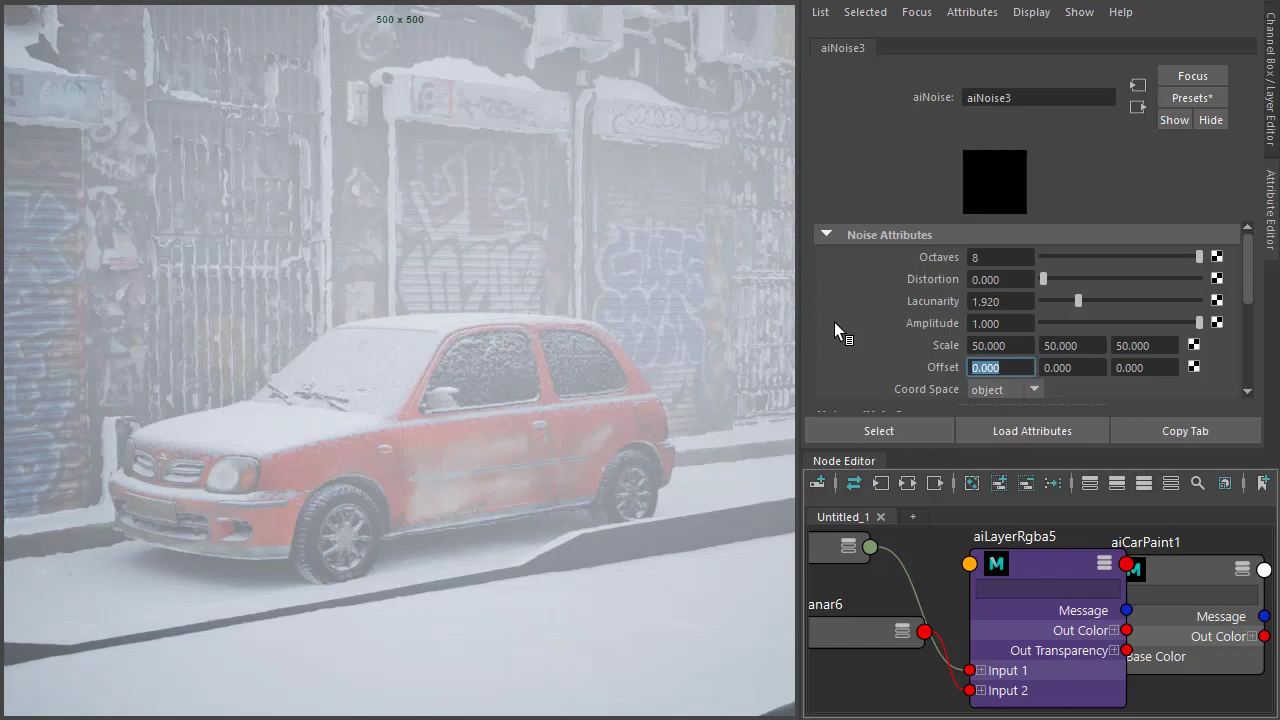 500 x 500
List Selected Focus Attributes Display Show Help
aiNoise3
Focus
aiNoise: aiNoise3
Presets*
Show Hide
Noise Attributes
Octaves 8
Distortion 0.000
Lacunarity 1.920
Amplitude 1.000
Scale 50.000 50.000 50.000
Offset 0.000 0.000 0.000
Coord Space object
Select Load Attributes Copy Tab
Node Editor
Untitled_1 +
aiLayerRgba5
M
Message
Out Color
Out Transparency
Input 1
Input 2
aiCarPaint1
Message
Out Color
Base Color
anar6
Channel Box / Layer Editor
Attribute Editor